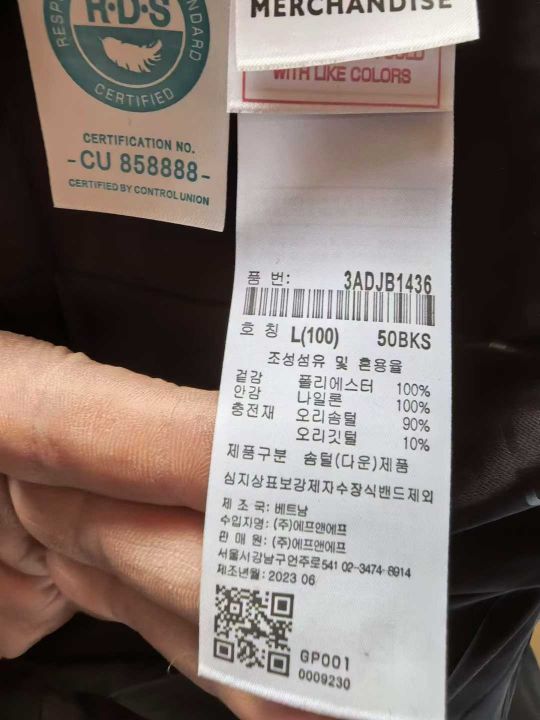 R·D·S
CERTIFIED
CERTIFICATION NO.
-CU 858888-
CERTIFIED BY CONTROL UNION
MERCHANDISE
WITH LIKE COLORS
품 번: 3ADJB1436
호 칭 L(100) 50BKS
조성섬유 및 혼용율
겉감 폴리에스터 100%
안감 나일론 100%
충전재 오리솜털 90%
오리깃털 10%
제품구분 솜털(다운)제품
심지상표보강제자수장식밴드제외
제 조 국: 베트남
수입자명: (주)에프앤에프
판 매 원: (주)에프앤에프
서울시강남구언주로541 02-3474-8914
제조년월: 2023 06
GP001
0009230